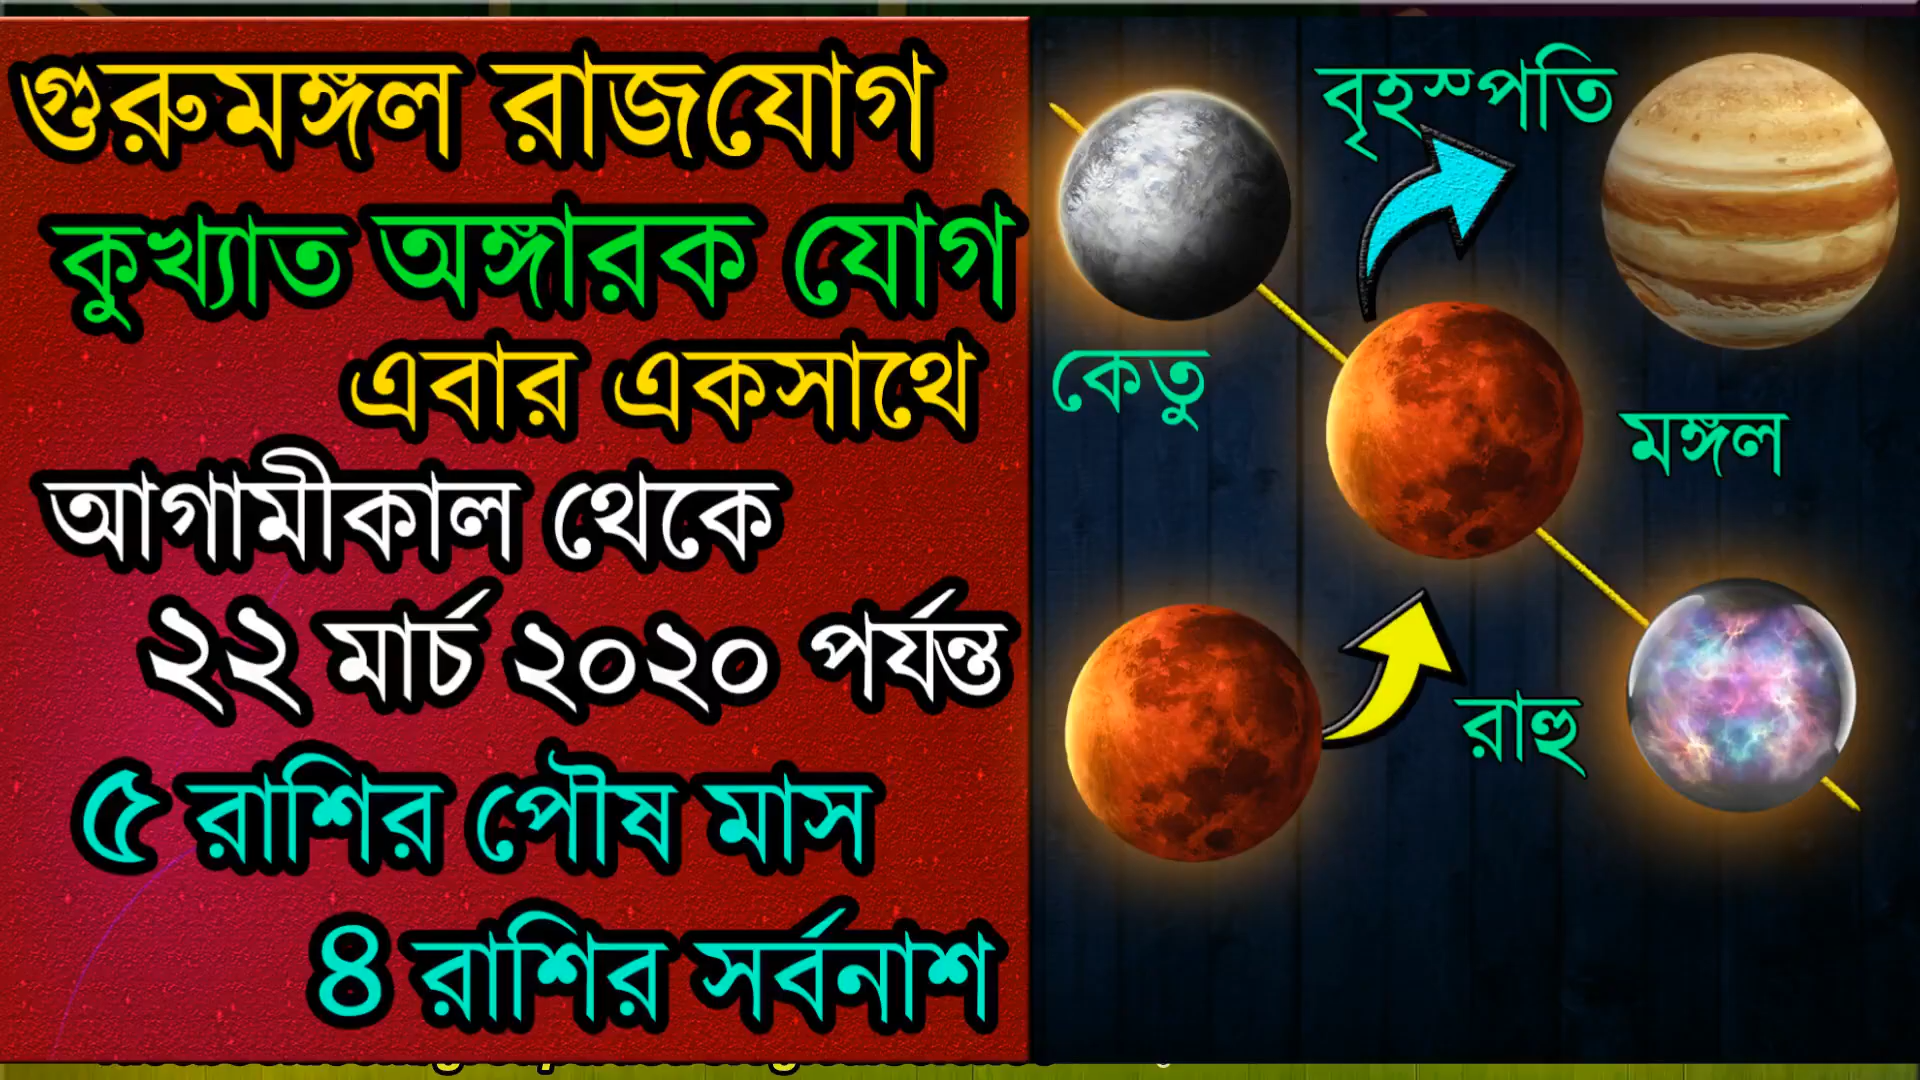 গুরুমঙ্গল রাজযোগ
কুখ্যাত অঙ্গারক যোগ
এবার একসাথে
আগামীকাল থেকে
২২ মার্চ ২০২০ পর্যন্ত
৫ রাশির পৌষ মাস
৪ রাশির সর্বনাশ
বৃহস্পতি
কেতু
মঙ্গল
রাহু